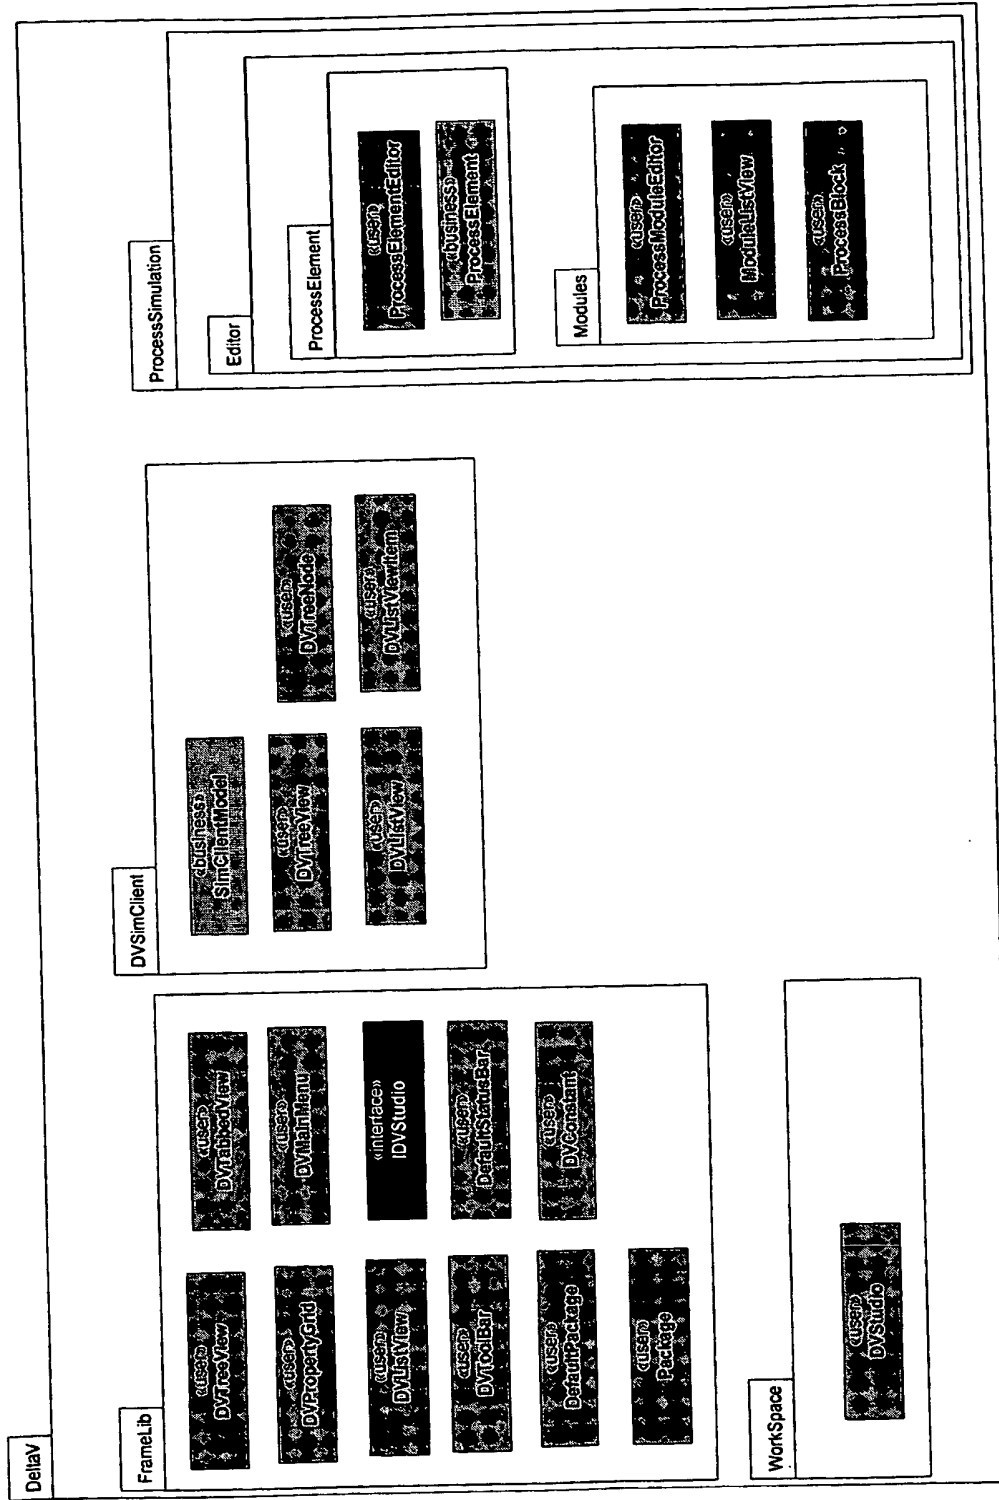 DeltaV
FrameLib
«user»
DVTreeView
«user»
DVTabbedView
«user»
DVPropertyGrid
«user»
DVMainMenu
«user»
DVListView
«interface»
IDVStudio
«user»
DVToolBar
«user»
DefaultStatusBar
«user»
DefaultPackage
«user»
DVConstant
«user»
Package
WorkSpace
«user»
DVStudio
DVSimClient
«business»
SimClientModel
«user»
DVTreeView
«user»
DVTreeNode
«user»
DVListView
«user»
DVListViewItem
ProcessSimulation
Editor
ProcessElement
«user»
ProcessElementEditor
«business»
ProcessElement
Modules
«user»
ProcessModuleEditor
«user»
ModuleListView
«user»
ProcessBlock